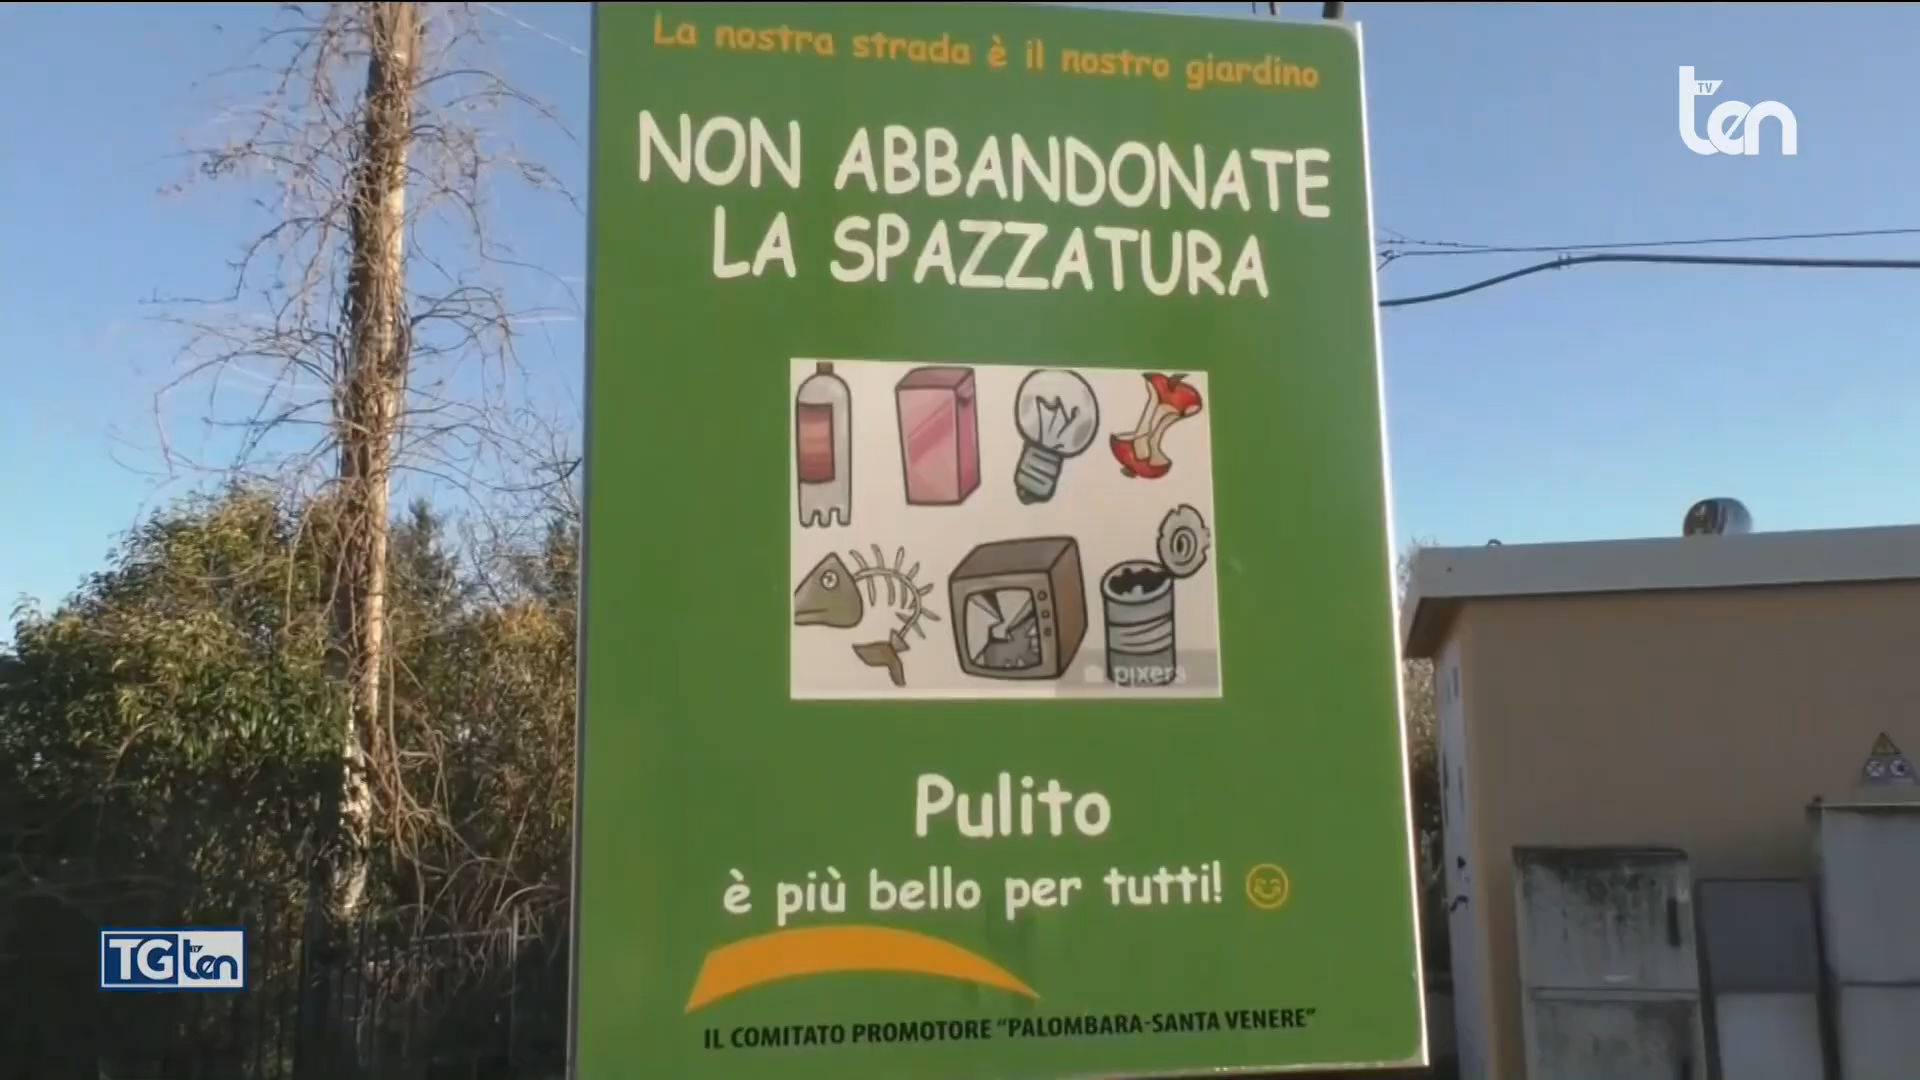 La nostra strada è il nostro giardino
TV
ten
NON ABBANDONATE
LA SPAZZATURA
pixers
Pulito
è più bello per tutti!
TG ten
TV
IL COMITATO PROMOTORE "PALOMBARA-SANTA VENERE"